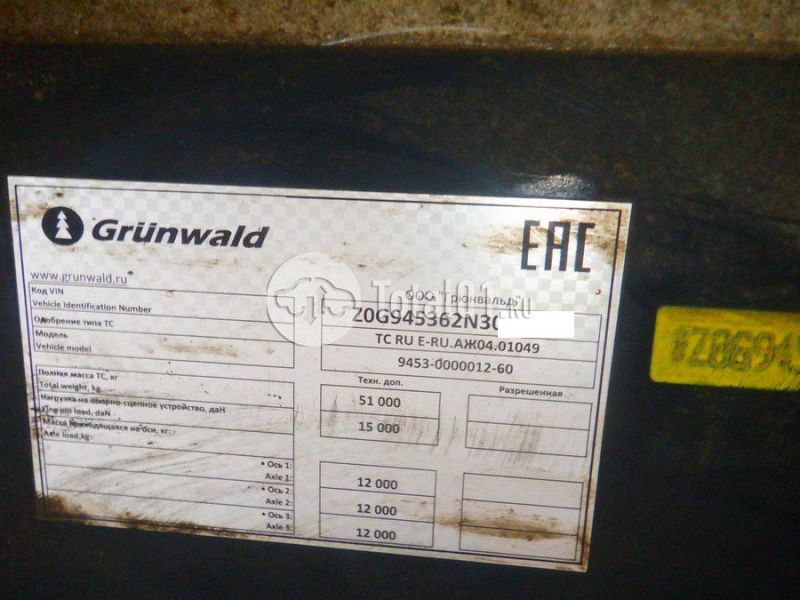 Grünwald
EAC
www.grunwald.ru
ООО "Грюнвальд"
Код VIN
Vehicle Identification Number
Z0G945362N30
Одобрение типа ТС
ТС RU E-RU.АЖ04.01049
Модель
Vehicle model
9453-0000012-60
Техн. доп.
Разрешенная
Полная масса ТС, кг
Total weight, kg
51 000
Нагрузка на опорно-сцепное устройство, даН
King pin load, daN
15 000
Масса приходящаяся на оси, кг:
Axle load,kg:
• Ось 1:
Axle 1:
12 000
• Ось 2:
Axle 2:
12 000
• Ось 3:
Axle 3:
12 000
Z0G94